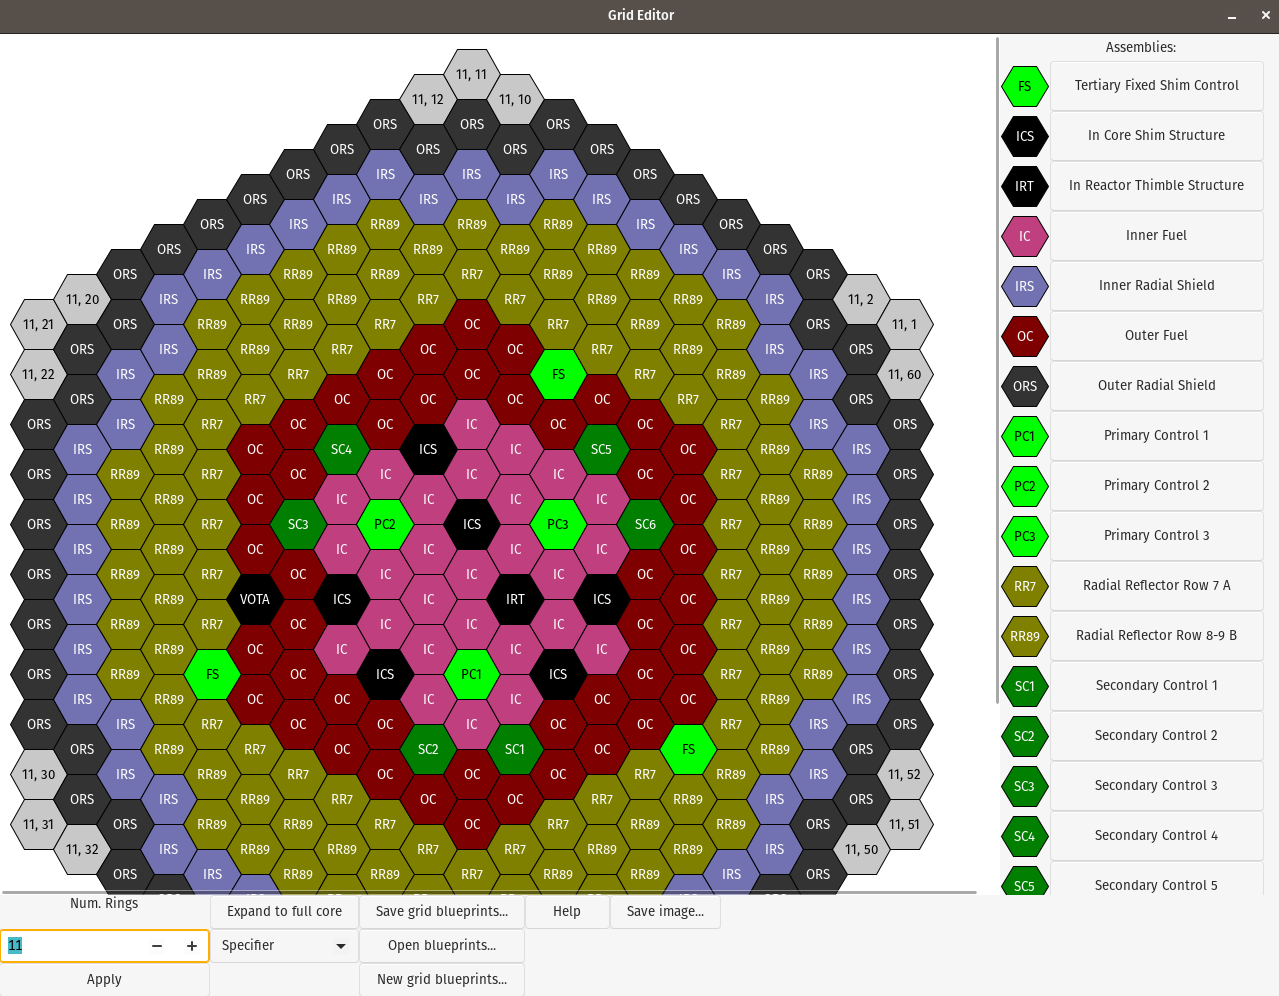 Grid Editor
11, 11
11, 12 11, 10
ORS ORS ORS
ORS ORS ORS ORS
ORS IRS IRS IRS ORS
ORS IRS IRS IRS IRS ORS
ORS IRS RR89 RR89 RR89 IRS ORS
ORS IRS RR89 RR89 RR89 RR89 IRS ORS
ORS IRS RR89 RR89 RR7 RR89 RR89 IRS ORS
11, 20 IRS RR89 RR89 RR7 RR7 RR89 RR89 IRS 11, 2
11, 21 ORS RR89 RR89 RR7 OC RR7 RR89 RR89 ORS 11, 1
ORS IRS RR89 RR7 OC OC RR7 RR89 IRS ORS
11, 22 IRS RR89 RR7 OC OC FS RR7 RR89 IRS 11, 60
ORS RR89 RR7 OC OC OC OC RR7 RR89 ORS
ORS IRS RR7 OC OC IC OC OC RR7 IRS ORS
IRS RR89 OC SC4 ICS IC SC5 OC RR89 IRS
ORS RR89 RR7 OC IC IC IC OC RR7 RR89 ORS
IRS RR89 OC IC IC IC IC OC RR89 IRS
ORS RR89 RR7 SC3 PC2 ICS PC3 SC6 RR7 RR89 ORS
IRS RR89 OC IC IC IC IC OC RR89 IRS
ORS RR89 RR7 OC IC IC IC OC RR7 RR89 ORS
IRS RR89 VOTA ICS IC IRT ICS OC RR89 IRS
ORS RR89 RR7 OC IC IC IC OC RR7 RR89 ORS
IRS RR89 OC IC IC IC IC OC RR89 IRS
ORS RR89 FS OC ICS PC1 ICS OC RR7 RR89 ORS
IRS RR89 OC OC IC IC OC OC RR89 IRS
ORS IRS RR7 OC OC IC OC OC RR7 IRS ORS
ORS RR89 RR7 OC SC2 SC1 OC FS RR89 ORS
11, 30 IRS RR89 RR7 OC OC OC RR7 RR89 IRS 11, 52
ORS IRS RR89 RR7 OC OC RR7 RR89 IRS ORS
11, 31 ORS RR89 RR89 RR7 OC RR7 RR89 RR89 ORS 11, 51
11, 32 IRS RR89 RR89 RR7 RR7 RR89 RR89 IRS 11, 50
ORS IRS RR89 RR89 RR7 RR89 RR89 IRS ORS
Assemblies:
FS Tertiary Fixed Shim Control
ICS In Core Shim Structure
IRT In Reactor Thimble Structure
IC Inner Fuel
IRS Inner Radial Shield
OC Outer Fuel
ORS Outer Radial Shield
PC1 Primary Control 1
PC2 Primary Control 2
PC3 Primary Control 3
RR7 Radial Reflector Row 7 A
RR89 Radial Reflector Row 8-9 B
SC1 Secondary Control 1
SC2 Secondary Control 2
SC3 Secondary Control 3
SC4 Secondary Control 4
SC5 Secondary Control 5
Num. Rings Expand to full core Save grid blueprints... Help Save image...
11 Specifier Open blueprints...
Apply New grid blueprints...